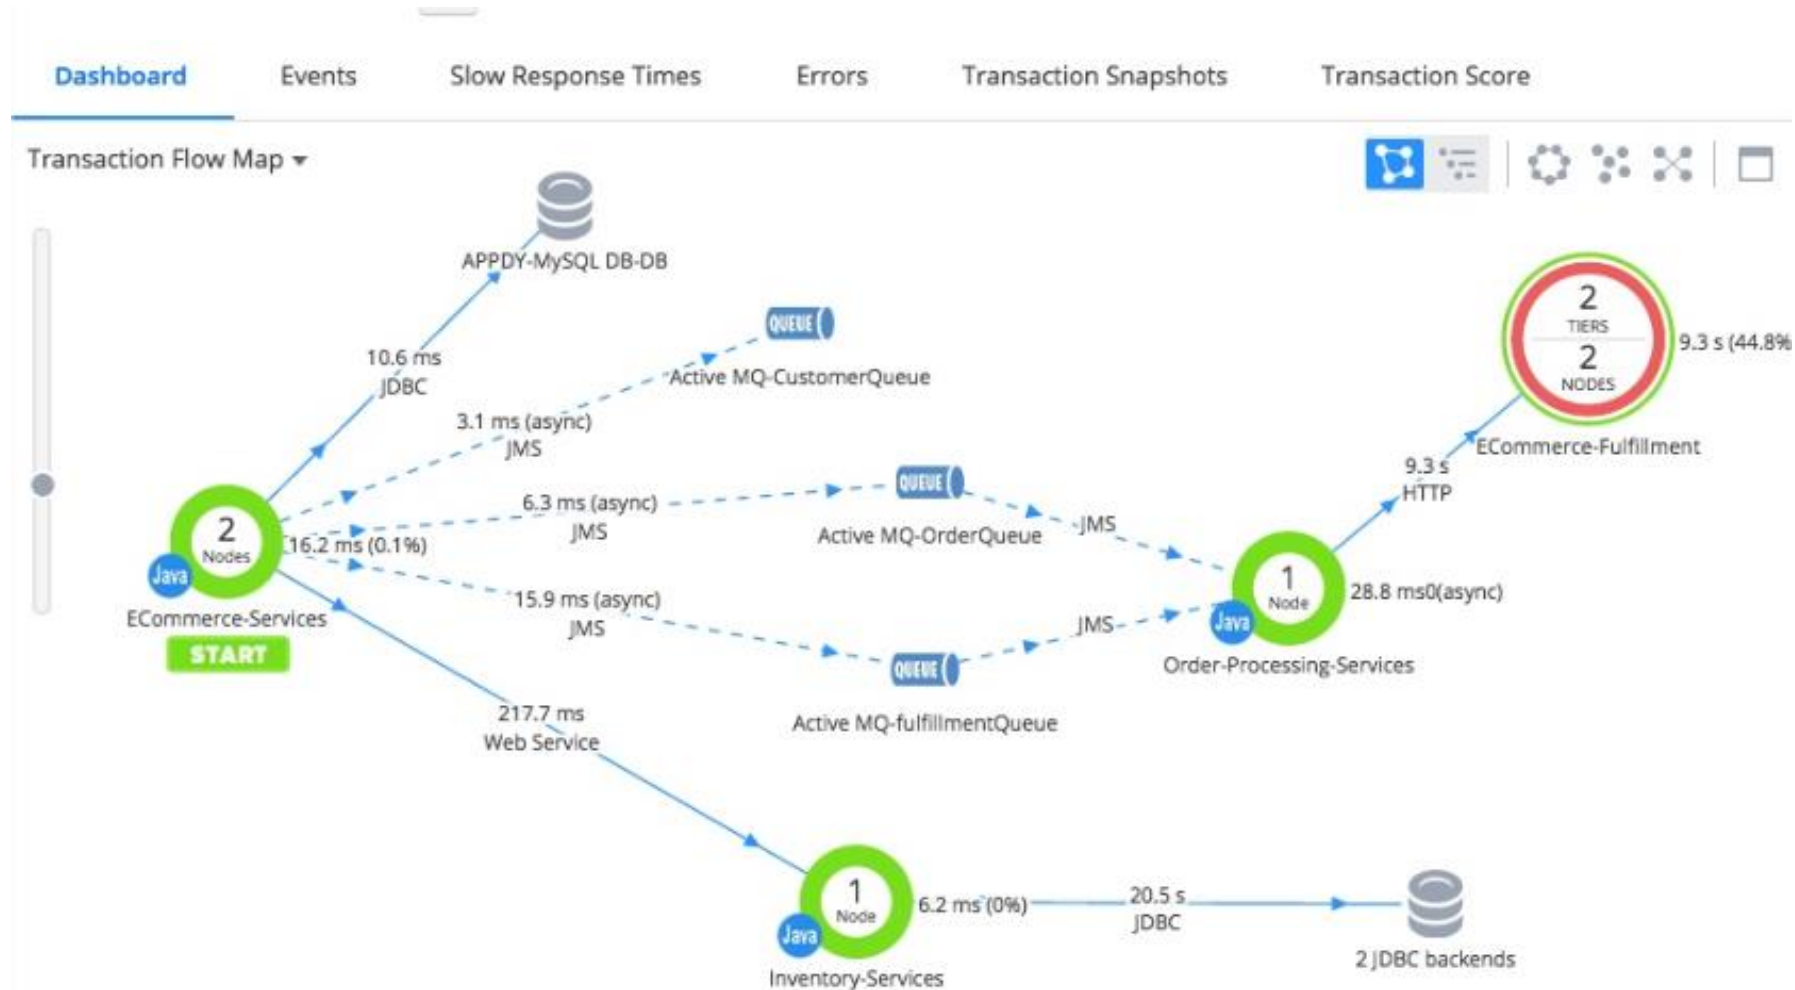 Dashboard
Events
Slow Response Times
Errors
Transaction Snapshots
Transaction Score
Transaction Flow Map
APPDY-MySQL DB-DB
10.6 ms
JDBC
QUEUE
Active MQ-CustomerQueue
3.1 ms (async)
JMS
2
TIERS
2
NODES
9.3 s (44.8%
ECommerce-Fulfillment
9.3 s
HTTP
QUEUE
Active MQ-OrderQueue
6.3 ms (async)
JMS
JMS
2
Nodes
16.2 ms (0.1%)
Java
ECommerce-Services
START
15.9 ms (async)
JMS
QUEUE
Active MQ-fulfillmentQueue
JMS
1
Node
28.8 ms0(async)
Java
Order-Processing-Services
217.7 ms
Web Service
1
Node
6.2 ms (0%)
Java
Inventory-Services
20.5 s
JDBC
2 JDBC backends